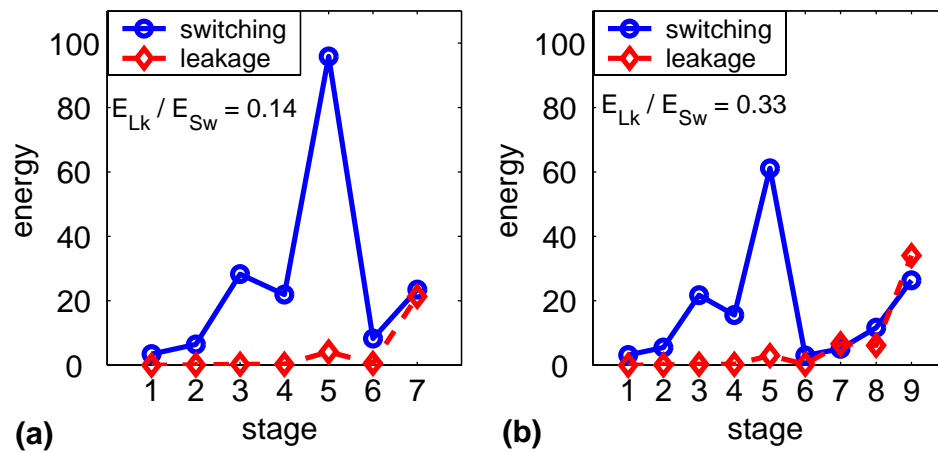 100
80
60
40
20
0
energy
switching
leakage
E_Lk / E_Sw = 0.14
1 2 3 4 5 6 7
stage
(a)
100
80
60
40
20
0
energy
switching
leakage
E_Lk / E_Sw = 0.33
1 2 3 4 5 6 7 8 9
stage
(b)